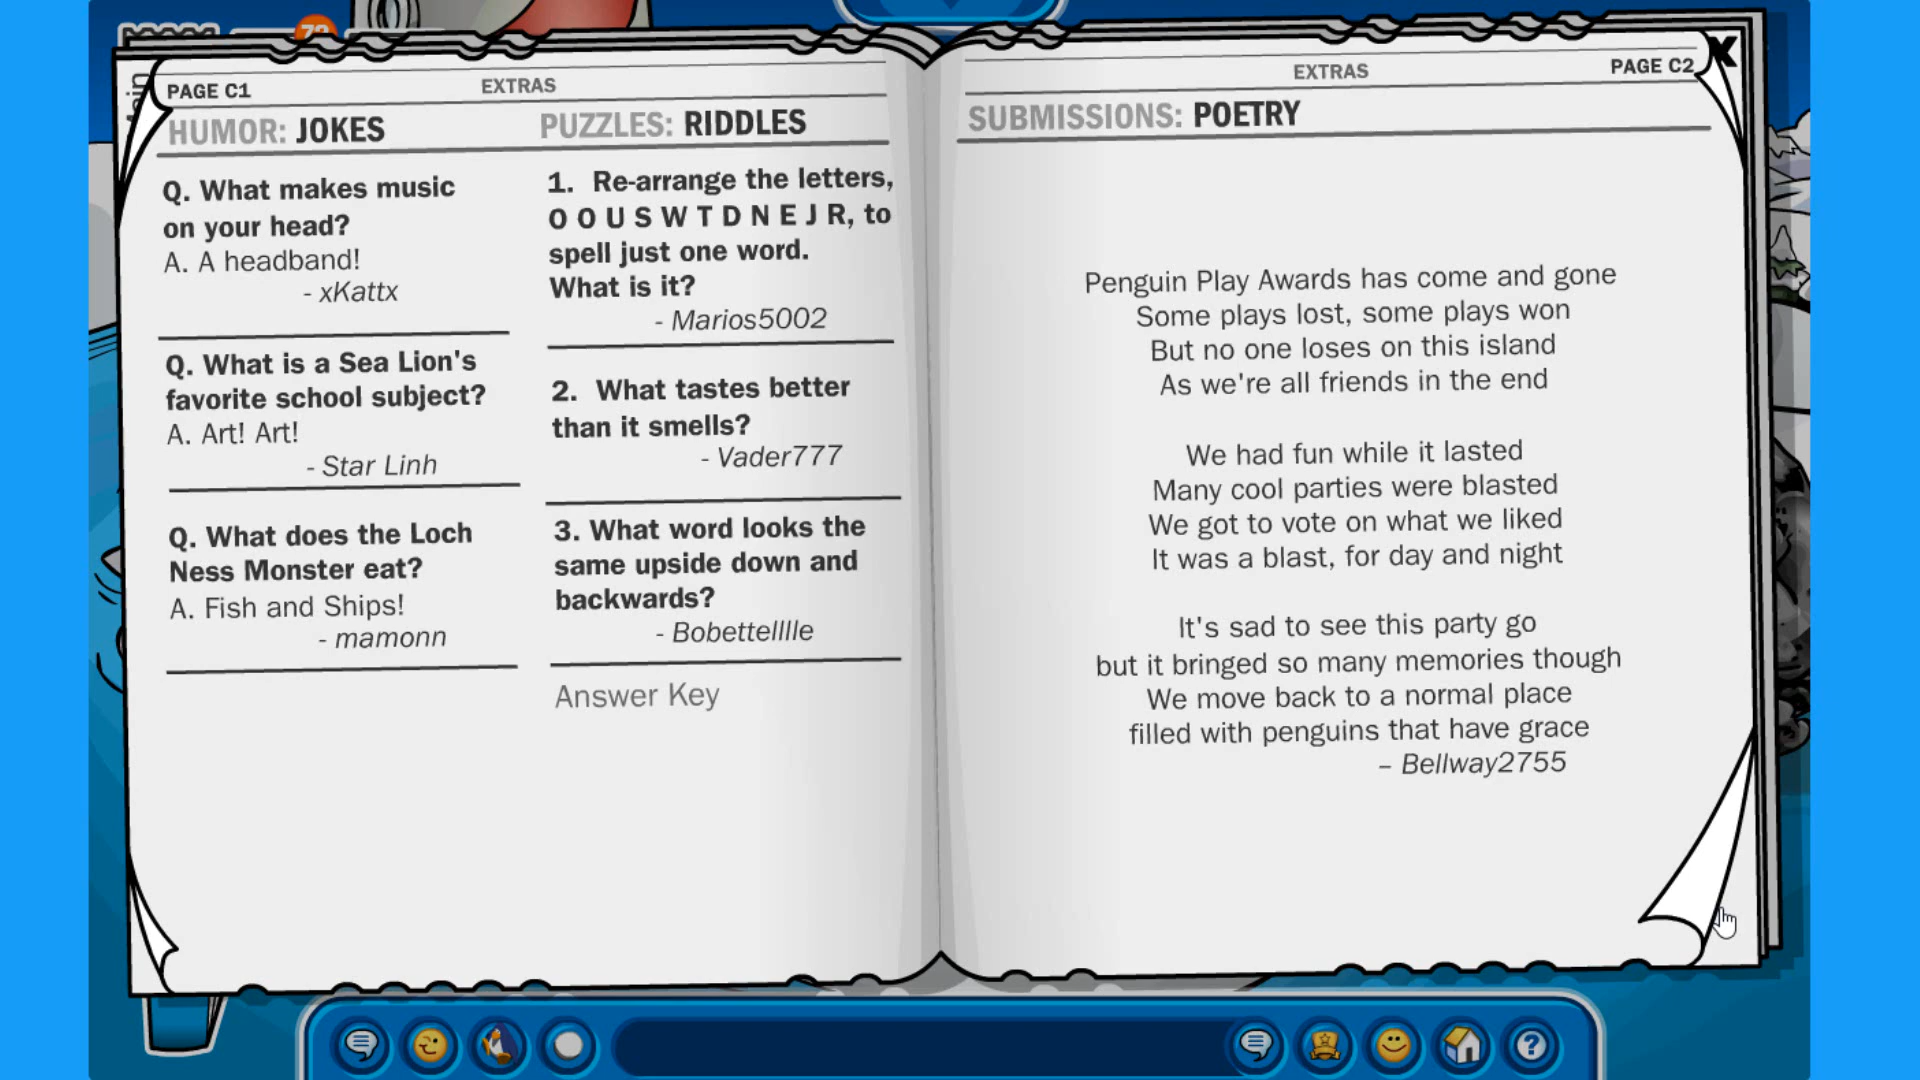 PAGE C1
EXTRAS
HUMOR: JOKES
Q. What makes music
on your head?
A. A headband!
- xKattx
Q. What is a Sea Lion's
favorite school subject?
A. Art! Art!
- Star Linh
Q. What does the Loch
Ness Monster eat?
A. Fish and Ships!
- mamonn
PUZZLES: RIDDLES
1. Re-arrange the letters,
O O U S W T D N E J R, to
spell just one word.
What is it?
- Marios5002
2. What tastes better
than it smells?
- Vader777
3. What word looks the
same upside down and
backwards?
- Bobettelllle
Answer Key
EXTRAS
PAGE C2
X
SUBMISSIONS: POETRY
Penguin Play Awards has come and gone
Some plays lost, some plays won
But no one loses on this island
As we're all friends in the end
We had fun while it lasted
Many cool parties were blasted
We got to vote on what we liked
It was a blast, for day and night
It's sad to see this party go
but it bringed so many memories though
We move back to a normal place
filled with penguins that have grace
– Bellway2755
?